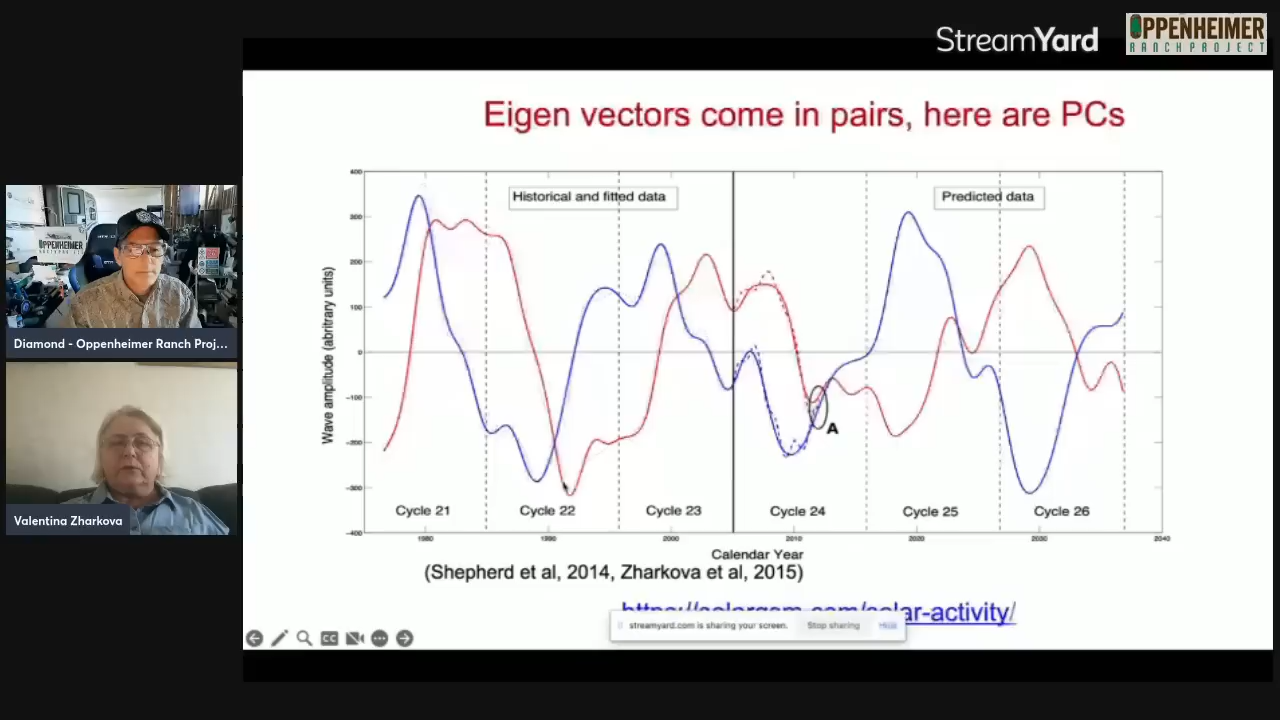 StreamYard
OPPENHEIMER
RANCH PROJECT
Eigen vectors come in pairs, here are PCs
Historical and fitted data
Predicted data
Wave amplitude (abritrary units)
400
300
200
100
0
-100
-200
-300
-400
A
Cycle 21
Cycle 22
Cycle 23
Cycle 24
Cycle 25
Cycle 26
1980
1990
2000
2010
2020
2030
2040
Calendar Year
(Shepherd et al, 2014, Zharkova et al, 2015)
https://solargsm.com/solar-activity/
streamyard.com is sharing your screen.
Stop sharing
Hide
CC
OPPENHEIMER
Diamond - Oppenheimer Ranch Proj...
Valentina Zharkova